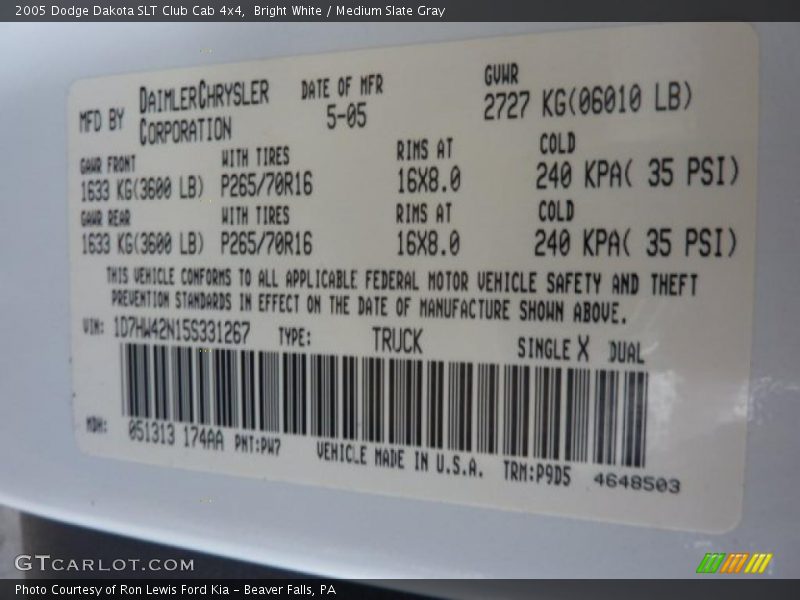 2005 Dodge Dakota SLT Club Cab 4x4, Bright White / Medium Slate Gray
MFD BY DAIMLERCHRYSLER CORPORATION
DATE OF MFR 5-05
GVWR 2727 KG(06010 LB)
GAWR FRONT WITH TIRES RIMS AT COLD
1633 KG(3600 LB) P265/70R16 16X8.0 240 KPA( 35 PSI)
GAWR REAR WITH TIRES RIMS AT COLD
1633 KG(3600 LB) P265/70R16 16X8.0 240 KPA( 35 PSI)
THIS VEHICLE CONFORMS TO ALL APPLICABLE FEDERAL MOTOR VEHICLE SAFETY AND THEFT
PREVENTION STANDARDS IN EFFECT ON THE DATE OF MANUFACTURE SHOWN ABOVE.
VIN: 1D7HW42N15S331267 TYPE: TRUCK SINGLE X DUAL
MDH: 051313 174AA PNT:PW7 VEHICLE MADE IN U.S.A. TRM:P9D5 4648503
GTCARLOT.COM
Photo Courtesy of Ron Lewis Ford Kia - Beaver Falls, PA